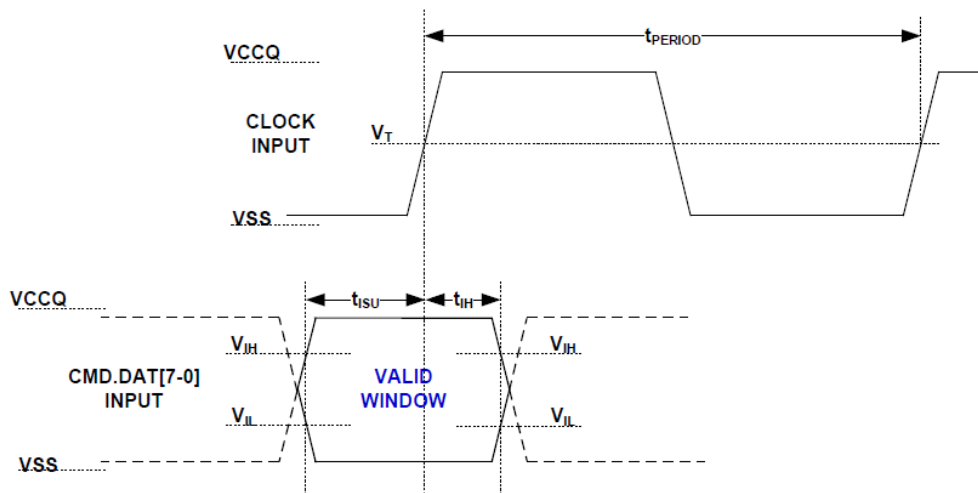 tPERIOD
VCCQ
CLOCK
INPUT
VT
VSS
VCCQ
tISU
tIH
VIH
VIH
CMD.DAT[7-0]
INPUT
VALID
WINDOW
VIL
VIL
VSS